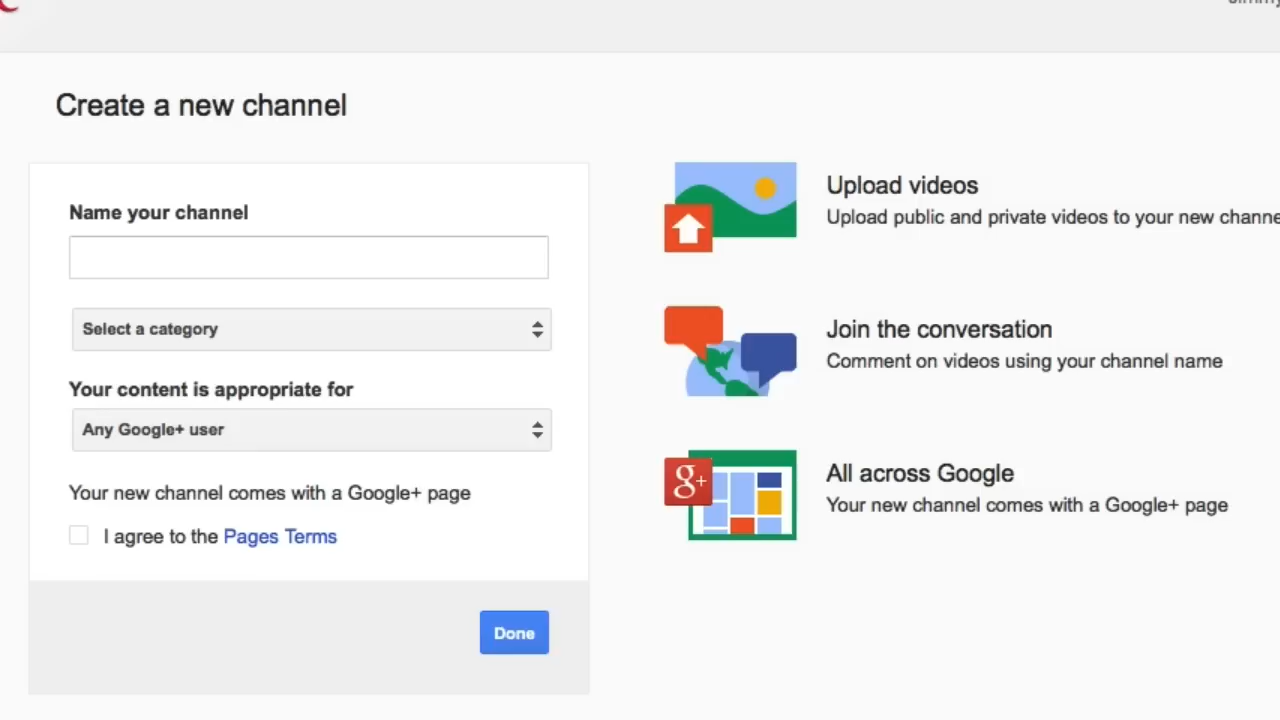 Create a new channel
Name your channel
Select a category
Your content is appropriate for
Any Google+ user
Your new channel comes with a Google+ page
I agree to the Pages Terms
Done
Upload videos
Upload public and private videos to your new
Join the conversation
Comment on videos using your channel name
g+
All across Google
Your new channel comes with a Google+ page